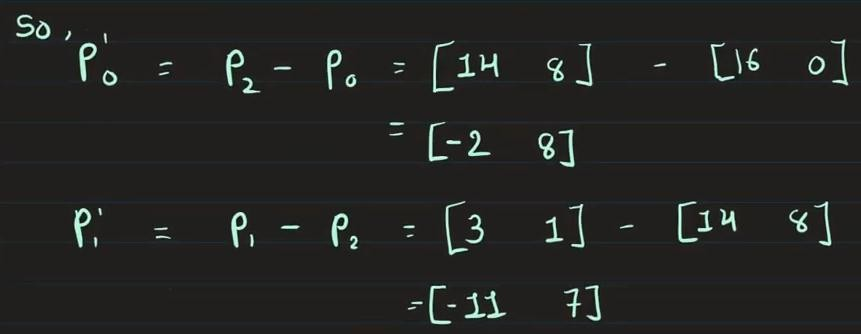 So,
P'₀ = P₂ - P₀ = [14 8] - [16 0]
= [-2 8]
P'₁ = P₁ - P₂ = [3 1] - [14 8]
= [-11 7]